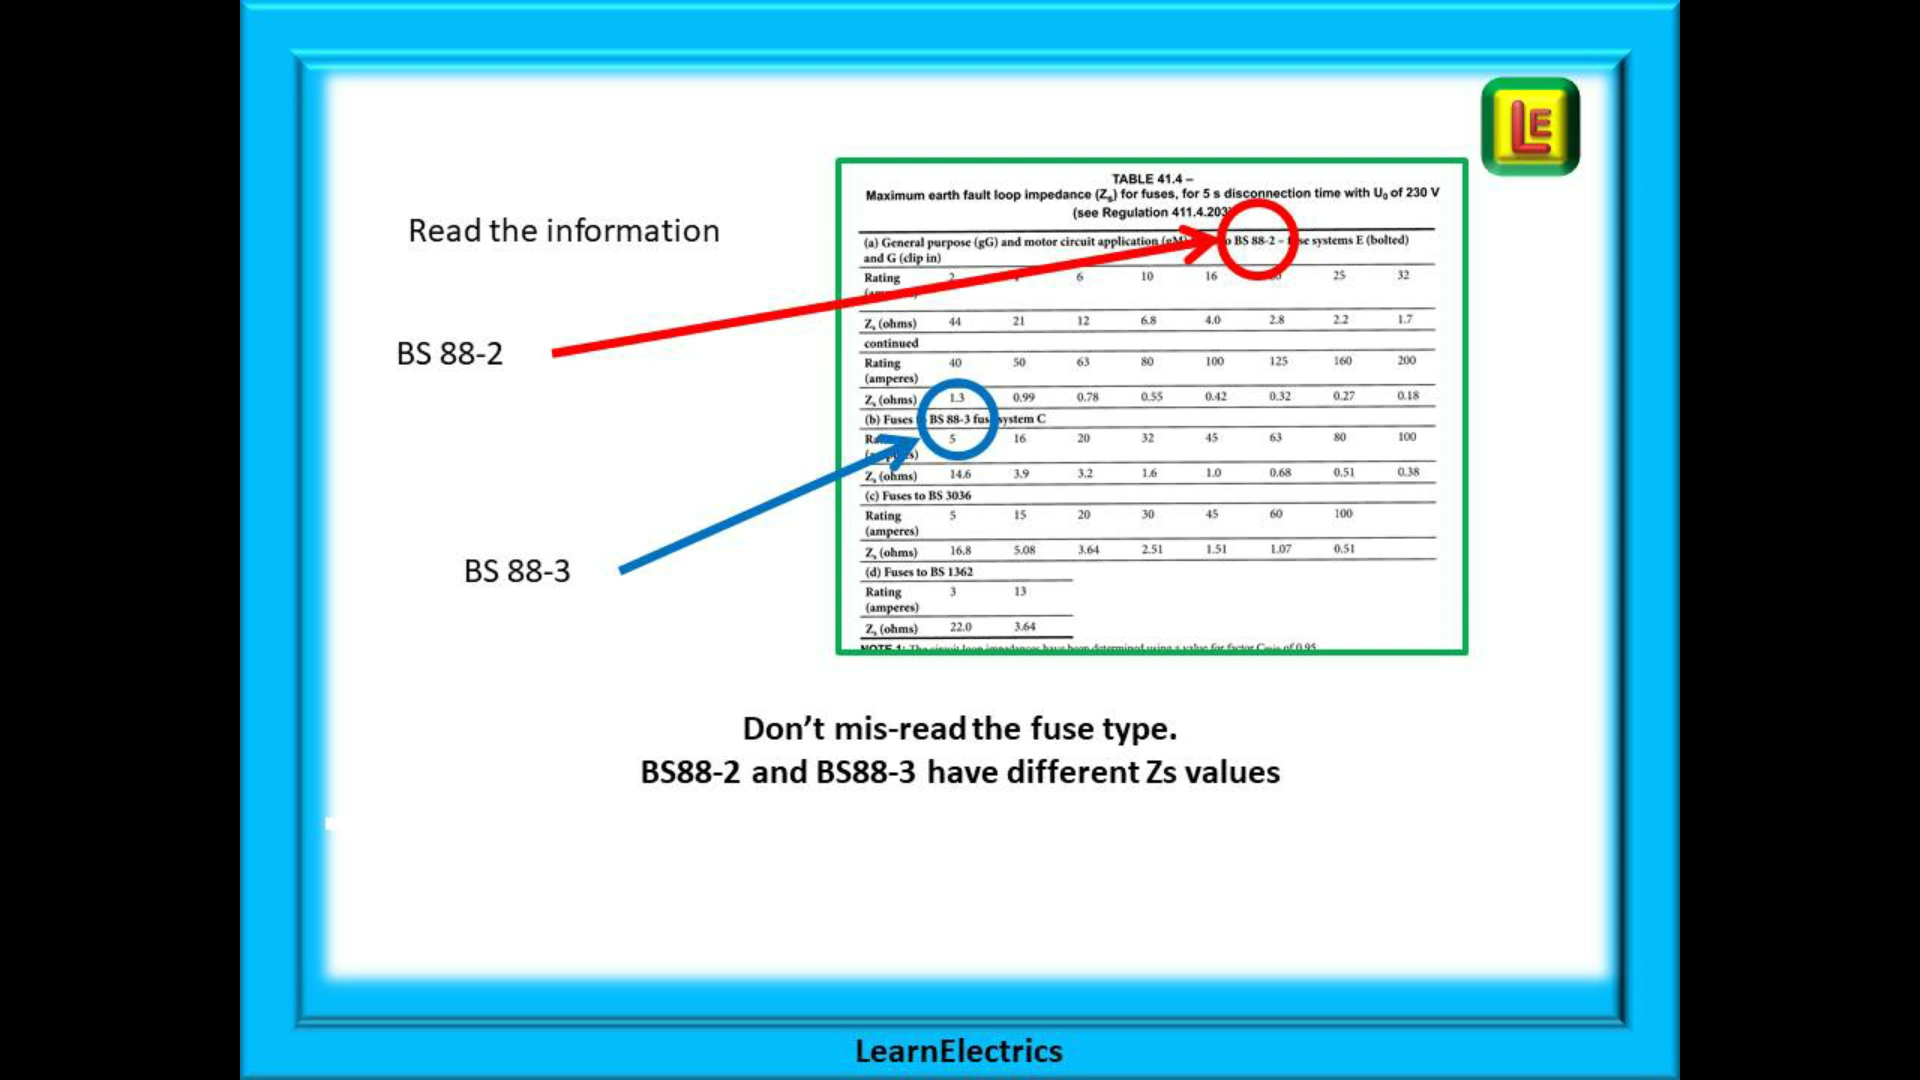 LE
TABLE 41.4 –
Maximum earth fault loop impedance (Zs) for fuses, for 5 s disconnection time with U0 of 230 V
(see Regulation 411.4.203)
Read the information
(a) General purpose (gG) and motor circuit application (gM) BS 88-2 – systems E (bolted)
and G (clip in)
Rating 2 6 10 16 25 32
Zs (ohms) 44 21 12 6.8 4.0 2.8 2.2 1.7
continued
BS 88-2
Rating 40 50 63 80 100 125 160 200
(amperes)
Zs (ohms) 1.3 0.99 0.78 0.55 0.42 0.32 0.27 0.18
(b) Fuses BS 88-3 system C
5 16 20 32 45 63 80 100
Zs (ohms) 14.6 3.9 3.2 1.6 1.0 0.68 0.51 0.38
(c) Fuses to BS 3036
Rating 5 15 20 30 45 60 100
(amperes)
Zs (ohms) 16.8 5.08 3.64 2.51 1.51 1.07 0.51
(d) Fuses to BS 1362
BS 88-3
Rating 3 13
(amperes)
Zs (ohms) 22.0 3.64
NOTE 1: The circuit loop impedances have been determined using a value for factor Cmin of 0.95
Don’t mis-read the fuse type.
BS88-2 and BS88-3 have different Zs values
LearnElectrics